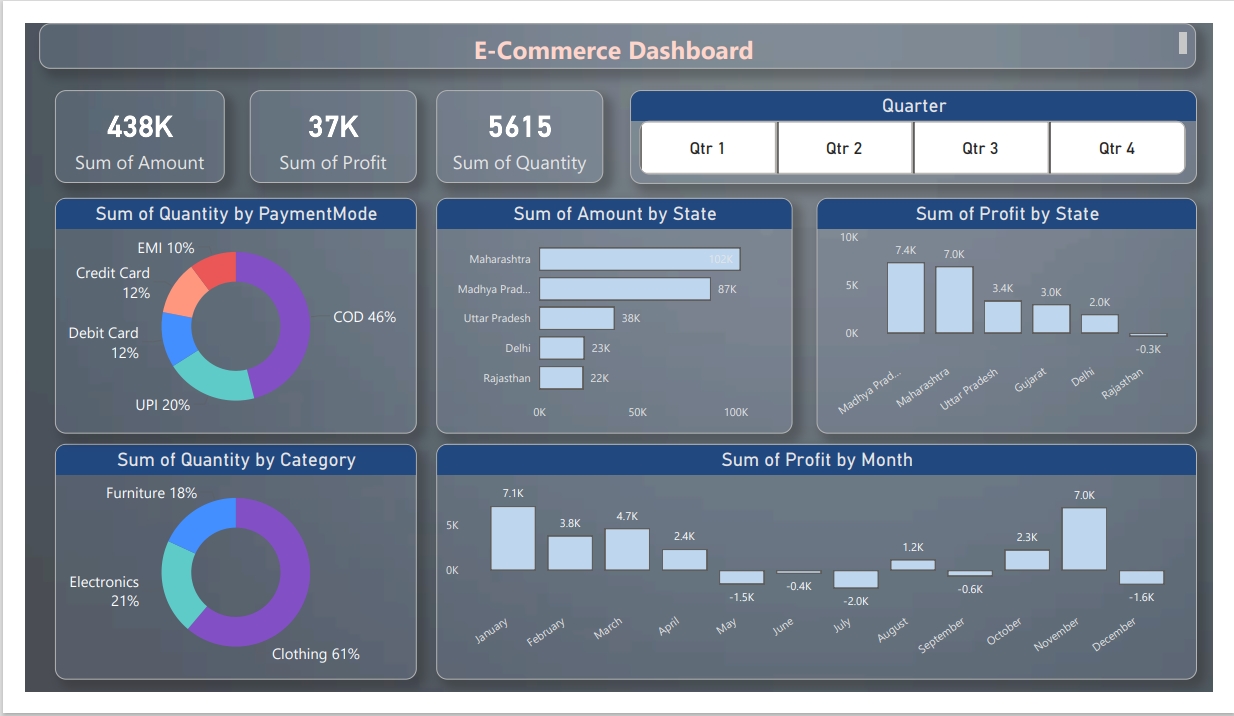 E-Commerce Dashboard
438K
Sum of Amount
37K
Sum of Profit
5615
Sum of Quantity
Quarter
Qtr 1
Qtr 2
Qtr 3
Qtr 4
Sum of Quantity by PaymentMode
EMI 10%
Credit Card
12%
Debit Card
12%
UPI 20%
COD 46%
Sum of Amount by State
Maharashtra
102K
Madhya Prad...
87K
Uttar Pradesh
38K
Delhi
23K
Rajasthan
22K
0K
50K
100K
Sum of Profit by State
10K
5K
0K
7.4K
7.0K
3.4K
3.0K
2.0K
-0.3K
Madhya Prad...
Maharashtra
Uttar Pradesh
Gujarat
Delhi
Rajasthan
Sum of Quantity by Category
Furniture 18%
Electronics
21%
Clothing 61%
Sum of Profit by Month
5K
0K
7.1K
3.8K
4.7K
2.4K
-1.5K
-0.4K
-2.0K
1.2K
-0.6K
2.3K
7.0K
-1.6K
January
February
March
April
May
June
July
August
September
October
November
December